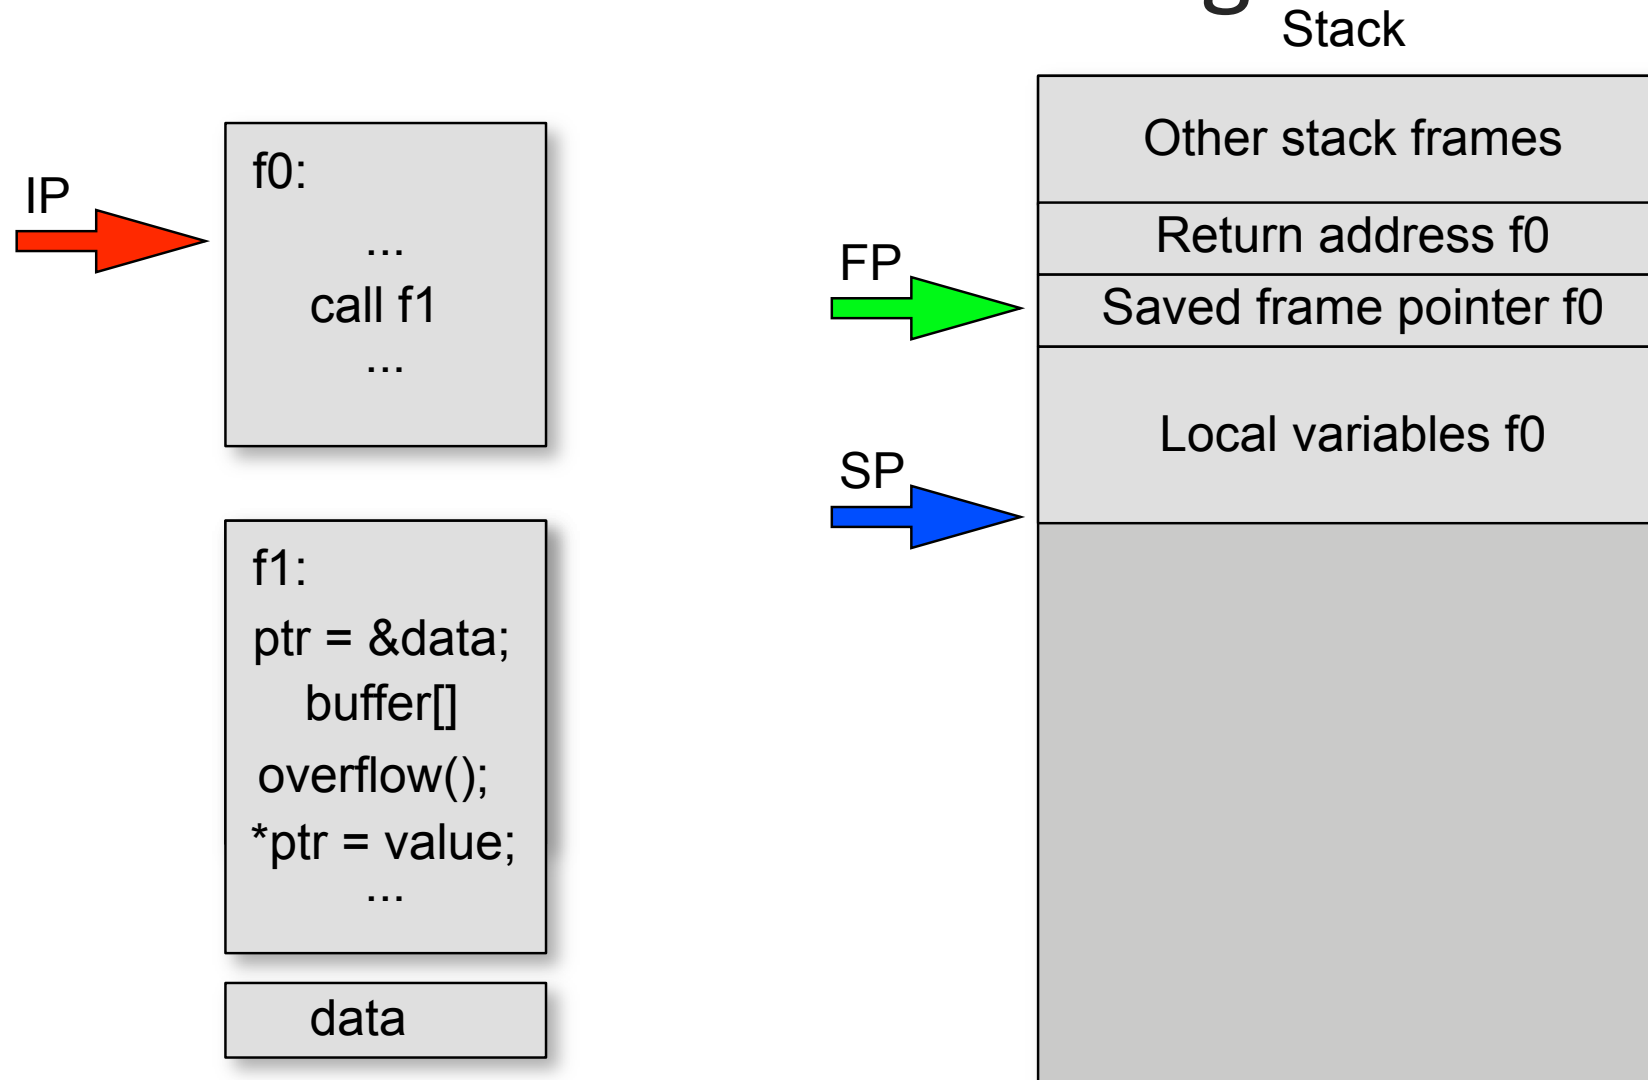 Stack
IP
f0:
...
call f1
...
f1:
ptr = &data;
buffer[]
overflow();
*ptr = value;
...
data
FP
SP
Other stack frames
Return address f0
Saved frame pointer f0
Local variables f0